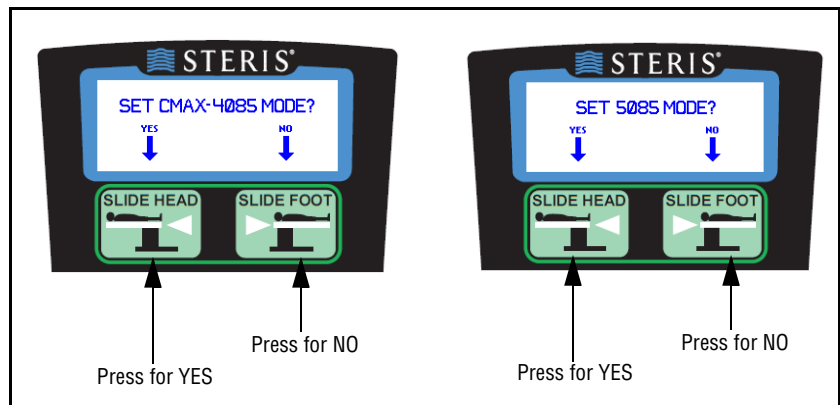 STERIS®
SET CMAX-4085 MODE?
YES NO
SLIDE HEAD SLIDE FOOT
Press for NO
Press for YES
STERIS®
SET 5085 MODE?
YES NO
SLIDE HEAD SLIDE FOOT
Press for NO
Press for YES